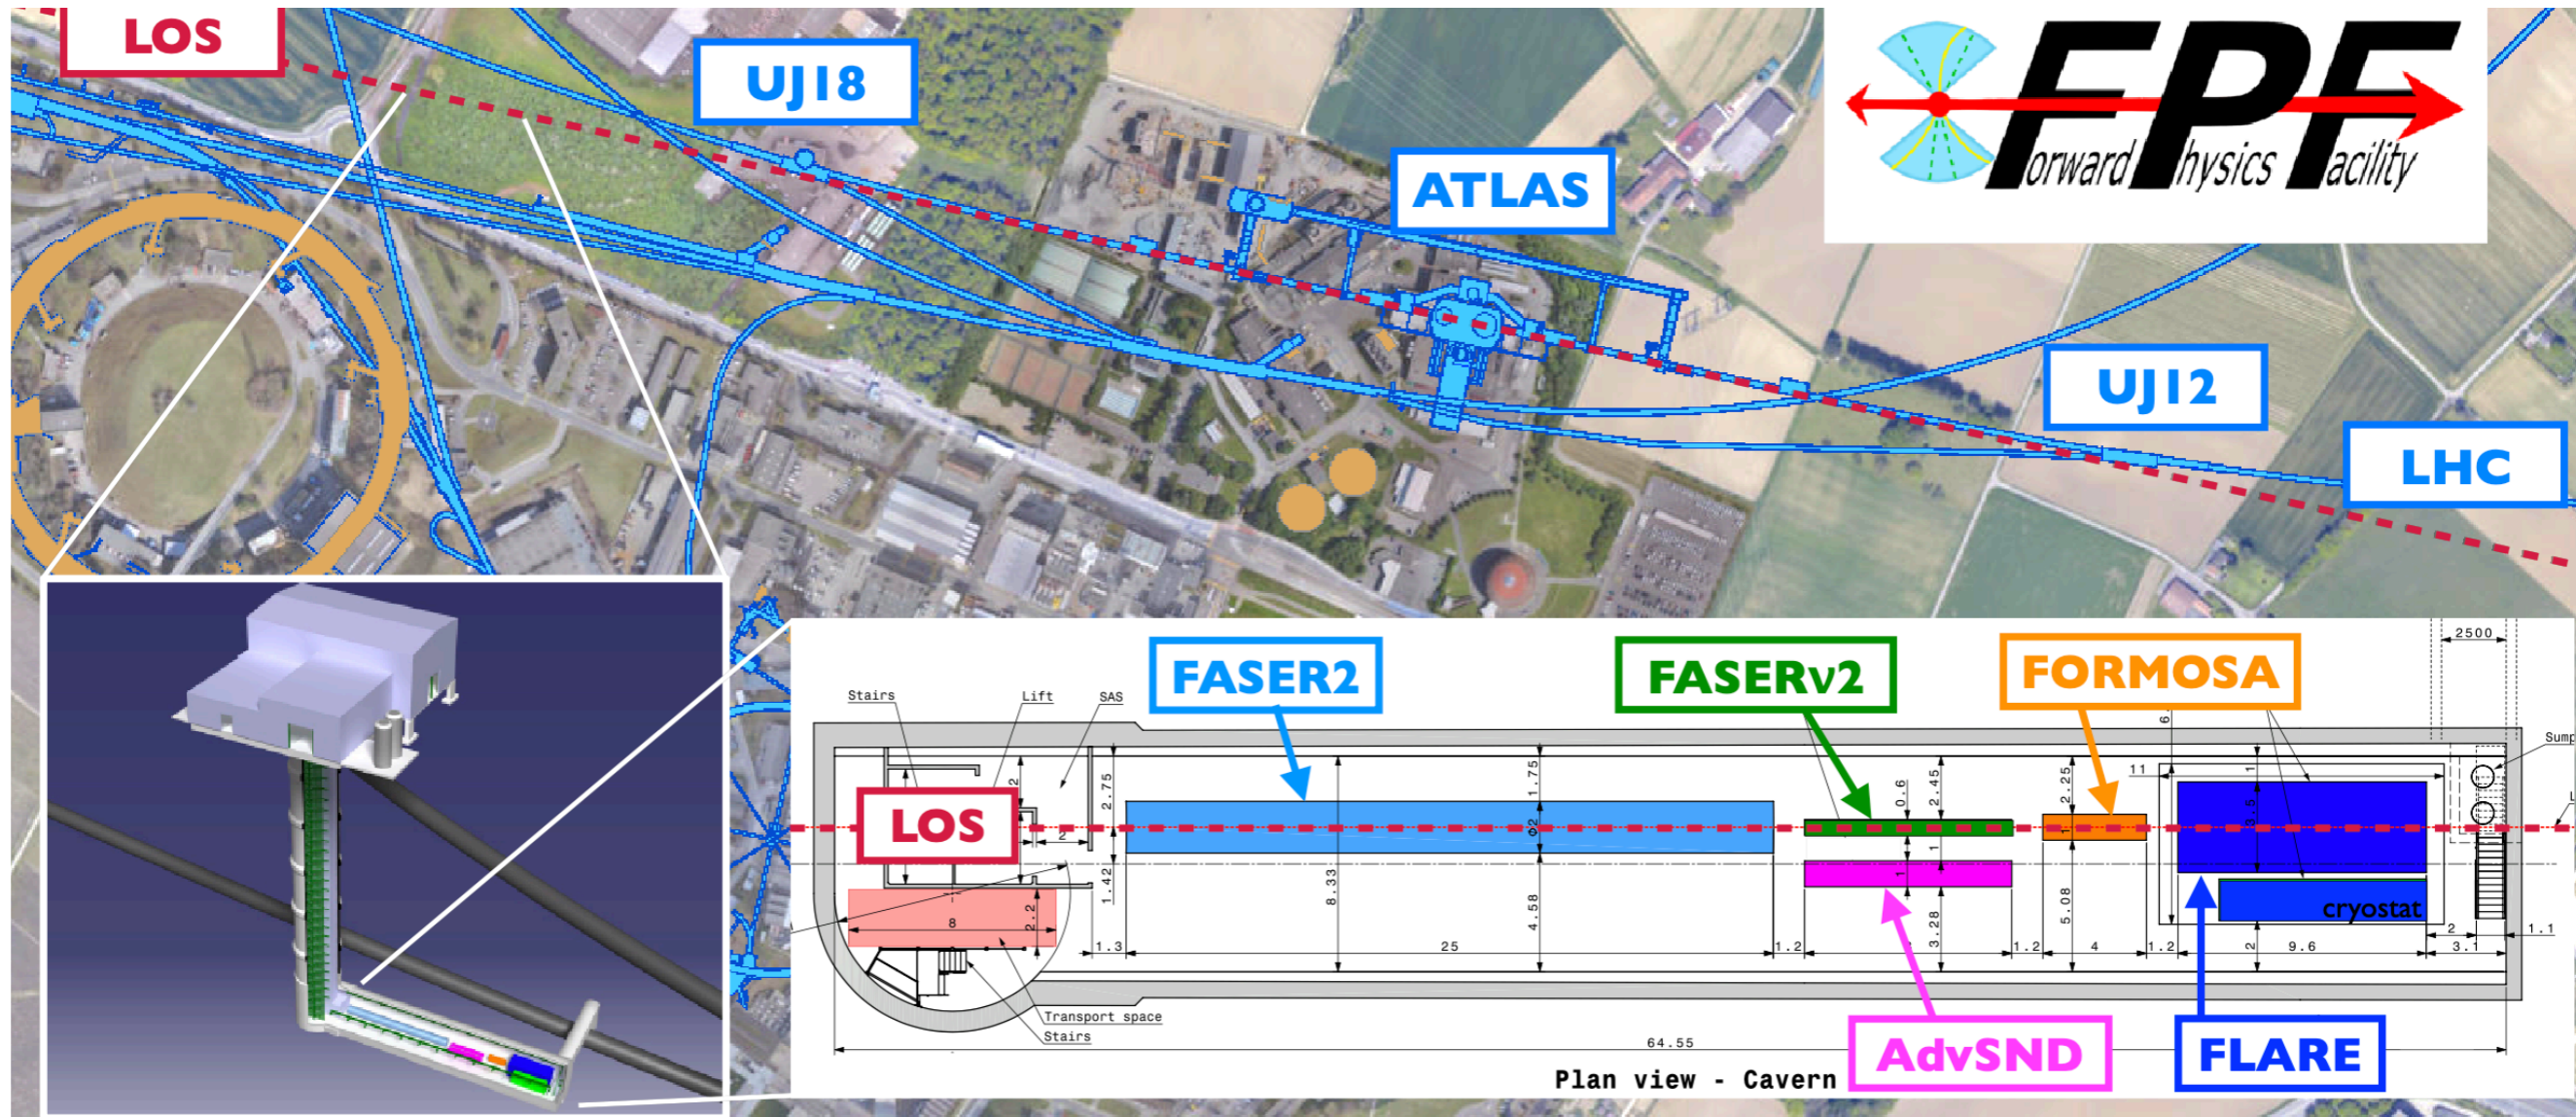 LOS
UJ18
ATLAS
UJ12
LHC
FPF
Forward Physics Facility
FASER2
FASERν2
FORMOSA
2500
Stairs
Lift
SAS
Sump
LOS
2
2.75
1.75
0.6
2.45
2.25
11
6
1
3.5
2
Φ2
1
1
1.42
8.33
4.58
1
3.28
5.08
2
cryostat
8
2.2
1.3
25
1.2
1.2
4
1.2
9.6
2
3.1
1.1
Transport space
Stairs
64.55
AdvSND
FLARE
Plan view - Cavern